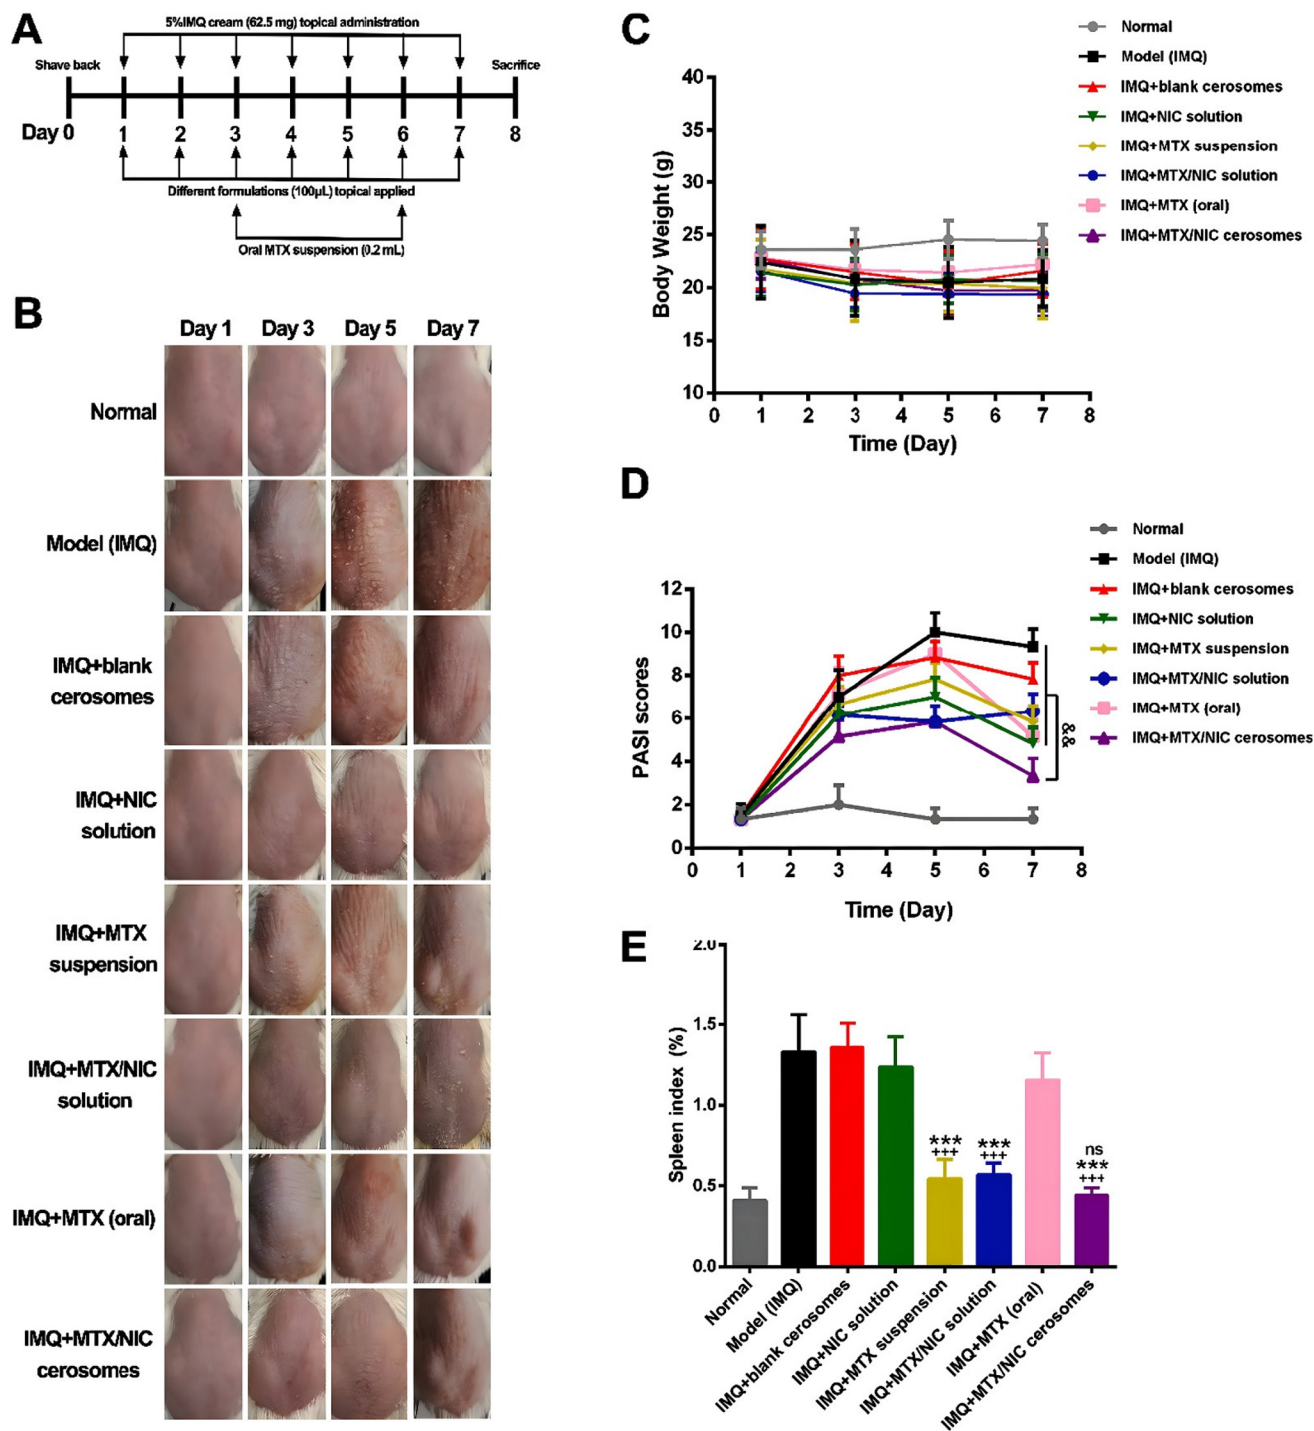 A
5%IMQ cream (62.5 mg) topical administration
Shave back
Sacrifice
Day 0 1 2 3 4 5 6 7 8
Different formulations (100μL) topical applied
Oral MTX suspension (0.2 mL)
B
Day 1 Day 3 Day 5 Day 7
Normal
Model (IMQ)
IMQ+blank
cerosomes
IMQ+NIC
solution
IMQ+MTX
suspension
IMQ+MTX/NIC
solution
IMQ+MTX (oral)
IMQ+MTX/NIC
cerosomes
C
Normal
Model (IMQ)
IMQ+blank cerosomes
IMQ+NIC solution
IMQ+MTX suspension
IMQ+MTX/NIC solution
IMQ+MTX (oral)
IMQ+MTX/NIC cerosomes
Body Weight (g)
40
35
30
25
20
15
10
0 1 2 3 4 5 6 7 8
Time (Day)
D
Normal
Model (IMQ)
IMQ+blank cerosomes
IMQ+NIC solution
IMQ+MTX suspension
IMQ+MTX/NIC solution
IMQ+MTX (oral)
IMQ+MTX/NIC cerosomes
PASI scores
12
10
8
6
4
2
0
&&
0 1 2 3 4 5 6 7 8
Time (Day)
E
Spleen index (%)
2.0
1.5
1.0
0.5
0.0
***
+++
***
+++
ns
***
+++
Normal
Model (IMQ)
IMQ+blank cerosomes
IMQ+NIC solution
IMQ+MTX suspension
IMQ+MTX/NIC solution
IMQ+MTX (oral)
IMQ+MTX/NIC cerosomes